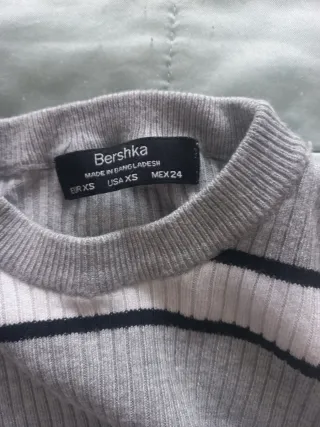 Bershka
MADE IN BANGLADESH
EUR XS USA XS MEX 24